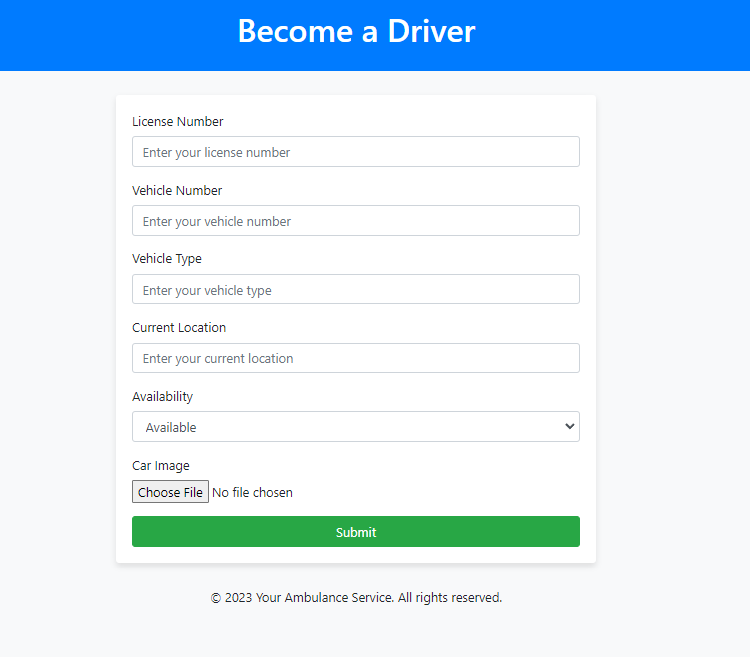 Become a Driver
License Number
Enter your license number
Vehicle Number
Enter your vehicle number
Vehicle Type
Enter your vehicle type
Current Location
Enter your current location
Availability
Available
Car Image
Choose File No file chosen
Submit
© 2023 Your Ambulance Service. All rights reserved.